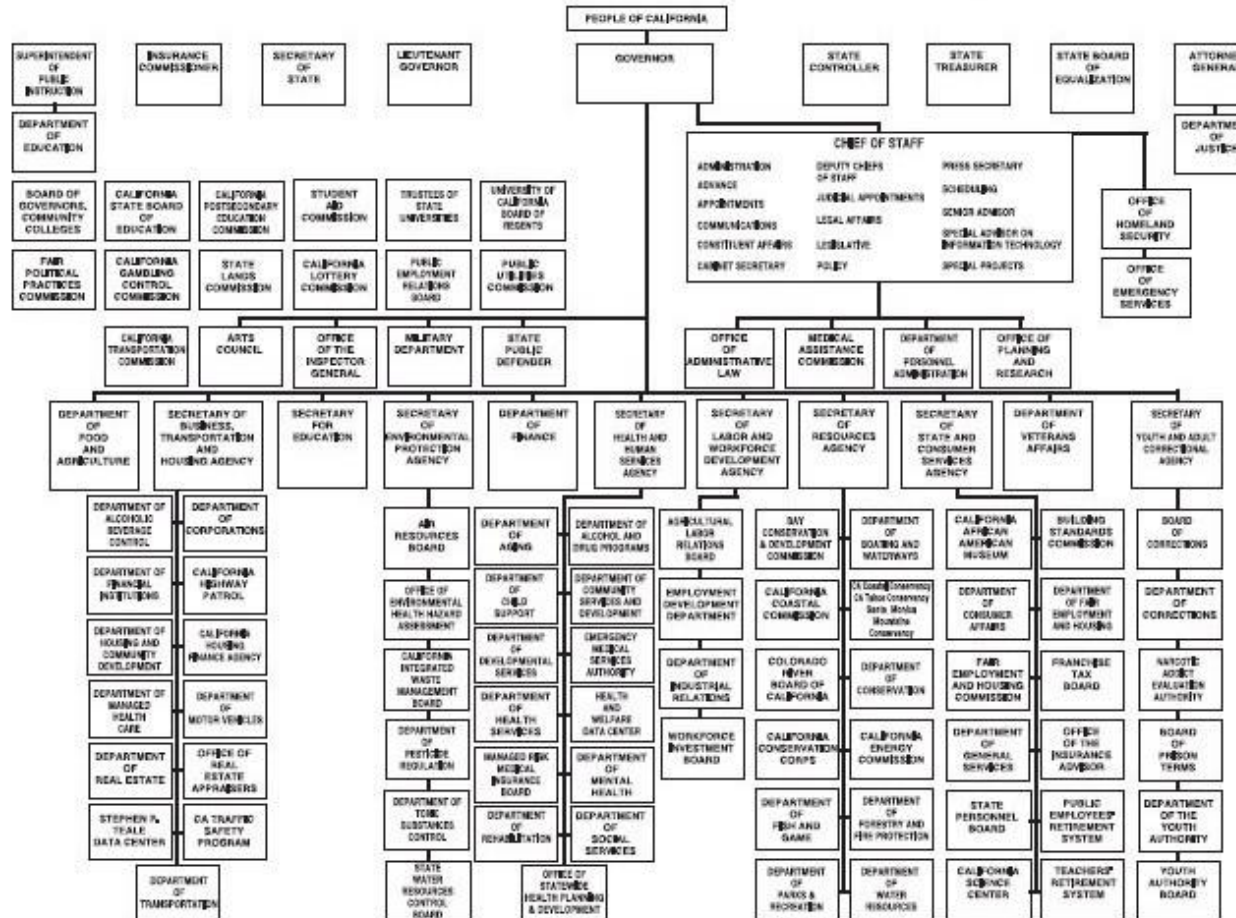 PEOPLE OF CALIFORNIA
SUPERINTENDENT
OF
PUBLIC
INSTRUCTION
INSURANCE
COMMISSIONER
SECRETARY
OF
STATE
LIEUTENANT
GOVERNOR
GOVERNOR
STATE
CONTROLLER
STATE
TREASURER
STATE BOARD
OF
EQUALIZATION
ATTORNE
GENERA
DEPARTMENT
OF
EDUCATION
DEPARTME
OF
JUSTICE
CHIEF OF STAFF
ADMINISTRATION
ADVANCE
APPOINTMENTS
COMMUNICATIONS
CONSTITUENT AFFAIRS
CABINET SECRETARY
DEPUTY CHIEFS
OF STAFF
JUDICIAL APPOINTMENTS
LEGAL AFFAIRS
LEGISLATIVE
POLICY
PRESS SECRETARY
SCHEDULING
SENIOR ADVISOR
SPECIAL ADVISOR ON
INFORMATION TECHNOLOGY
SPECIAL PROJECTS
OFFICE
OF
HOMELAND
SECURITY
OFFICE
OF
EMERGENCY
SERVICES
BOARD OF
GOVERNORS,
COMMUNITY
COLLEGES
CALIFORNIA
STATE BOARD
OF
EDUCATION
CALIFORNIA
POSTSECONDARY
EDUCATION
COMMISSION
STUDENT
AID
COMMISSION
TRUSTEES OF
STATE
UNIVERSITIES
UNIVERSITY OF
CALIFORNIA
BOARD OF
REGENTS
FAIR
POLITICAL
PRACTICES
COMMISSION
CALIFORNIA
GAMBLING
CONTROL
COMMISSION
STATE
LANDS
COMMISSION
CALIFORNIA
LOTTERY
COMMISSION
PUBLIC
EMPLOYMENT
RELATIONS
BOARD
PUBLIC
UTILITIES
COMMISSION
CALIFORNIA
TRANSPORTATION
COMMISSION
ARTS
COUNCIL
OFFICE
OF THE
INSPECTOR
GENERAL
MILITARY
DEPARTMENT
STATE
PUBLIC
DEFENDER
OFFICE
OF
ADMINISTRATIVE
LAW
MEDICAL
ASSISTANCE
COMMISSION
DEPARTMENT
OF
PERSONNEL
ADMINISTRATION
OFFICE OF
PLANNING
AND
RESEARCH
DEPARTMENT
OF
FOOD
AND
AGRICULTURE
SECRETARY OF
BUSINESS,
TRANSPORTATION
AND
HOUSING AGENCY
SECRETARY
FOR
EDUCATION
SECRETARY
OF
ENVIRONMENTAL
PROTECTION
AGENCY
DEPARTMENT
OF
FINANCE
SECRETARY
OF
HEALTH AND
HUMAN
SERVICES
AGENCY
SECRETARY
OF
LABOR AND
WORKFORCE
DEVELOPMENT
AGENCY
SECRETARY
OF
RESOURCES
AGENCY
SECRETARY
OF
STATE AND
CONSUMER
SERVICES
AGENCY
DEPARTMENT
OF
VETERANS
AFFAIRS
SECRETARY
OF
YOUTH AND ADULT
CORRECTIONAL
AGENCY
DEPARTMENT OF
ALCOHOLIC
BEVERAGE
CONTROL
DEPARTMENT
OF
CORPORATIONS
DEPARTMENT
OF
FINANCIAL
INSTITUTIONS
CALIFORNIA
HIGHWAY
PATROL
DEPARTMENT OF
HOUSING AND
COMMUNITY
DEVELOPMENT
CALIFORNIA
HOUSING
FINANCE AGENCY
DEPARTMENT
OF
MANAGED
HEALTH
CARE
DEPARTMENT
OF
MOTOR VEHICLES
DEPARTMENT
OF
REAL ESTATE
OFFICE OF
REAL
ESTATE
APPRAISERS
STEPHEN P.
TEALE
DATA CENTER
CA TRAFFIC
SAFETY
PROGRAM
DEPARTMENT
OF
TRANSPORTATION
AIR
RESOURCES
BOARD
OFFICE OF
ENVIRONMENTAL
HEALTH HAZARD
ASSESSMENT
CALIFORNIA
INTEGRATED
WASTE
MANAGEMENT
BOARD
DEPARTMENT
OF
PESTICIDE
REGULATION
DEPARTMENT OF
TOXIC
SUBSTANCES
CONTROL
STATE
WATER
RESOURCES
CONTROL
BOARD
DEPARTMENT
OF
AGING
DEPARTMENT OF
ALCOHOL AND
DRUG PROGRAMS
DEPARTMENT
OF
CHILD
SUPPORT
DEPARTMENT OF
COMMUNITY
SERVICES AND
DEVELOPMENT
DEPARTMENT
OF
DEVELOPMENTAL
SERVICES
EMERGENCY
MEDICAL
SERVICES
AUTHORITY
DEPARTMENT
OF
HEALTH
SERVICES
HEALTH
AND
WELFARE
DATA CENTER
MANAGED RISK
MEDICAL
INSURANCE
BOARD
DEPARTMENT
OF
MENTAL
HEALTH
DEPARTMENT
OF
REHABILITATION
DEPARTMENT
OF
SOCIAL
SERVICES
OFFICE OF
STATEWIDE
HEALTH PLANNING
& DEVELOPMENT
AGRICULTURAL
LABOR
RELATIONS
BOARD
EMPLOYMENT
DEVELOPMENT
DEPARTMENT
DEPARTMENT
OF
INDUSTRIAL
RELATIONS
WORKFORCE
INVESTMENT
BOARD
BAY
CONSERVATION
& DEVELOPMENT
COMMISSION
DEPARTMENT
OF
BOATING AND
WATERWAYS
CALIFORNIA
COASTAL
COMMISSION
CA Coastal Conservancy
CA Tahoe Conservancy
Santa Monica
Mountains
Conservancy
COLORADO
RIVER
BOARD OF
CALIFORNIA
DEPARTMENT
OF
CONSERVATION
CALIFORNIA
CONSERVATION
CORPS
CALIFORNIA
ENERGY
COMMISSION
DEPARTMENT
OF
FISH AND
GAME
DEPARTMENT
OF
FORESTRY AND
FIRE PROTECTION
DEPARTMENT
OF
PARKS &
RECREATION
DEPARTMENT
OF
WATER
RESOURCES
CALIFORNIA
AFRICAN
AMERICAN
MUSEUM
BUILDING
STANDARDS
COMMISSION
DEPARTMENT
OF
CONSUMER
AFFAIRS
DEPARTMENT
OF FAIR
EMPLOYMENT
AND HOUSING
FAIR
EMPLOYMENT
AND HOUSING
COMMISSION
FRANCHISE
TAX
BOARD
DEPARTMENT
OF
GENERAL
SERVICES
OFFICE
OF THE
INSURANCE
ADVISOR
STATE
PERSONNEL
BOARD
PUBLIC
EMPLOYEES'
RETIREMENT
SYSTEM
CALIFORNIA
SCIENCE
CENTER
TEACHERS'
RETIREMENT
SYSTEM
BOARD
OF
CORRECTIONS
DEPARTMENT
OF
CORRECTIONS
NARCOTIC
ADDICT
EVALUATION
AUTHORITY
BOARD
OF
PRISON
TERMS
DEPARTMENT
OF THE
YOUTH
AUTHORITY
YOUTH
AUTHORITY
BOARD